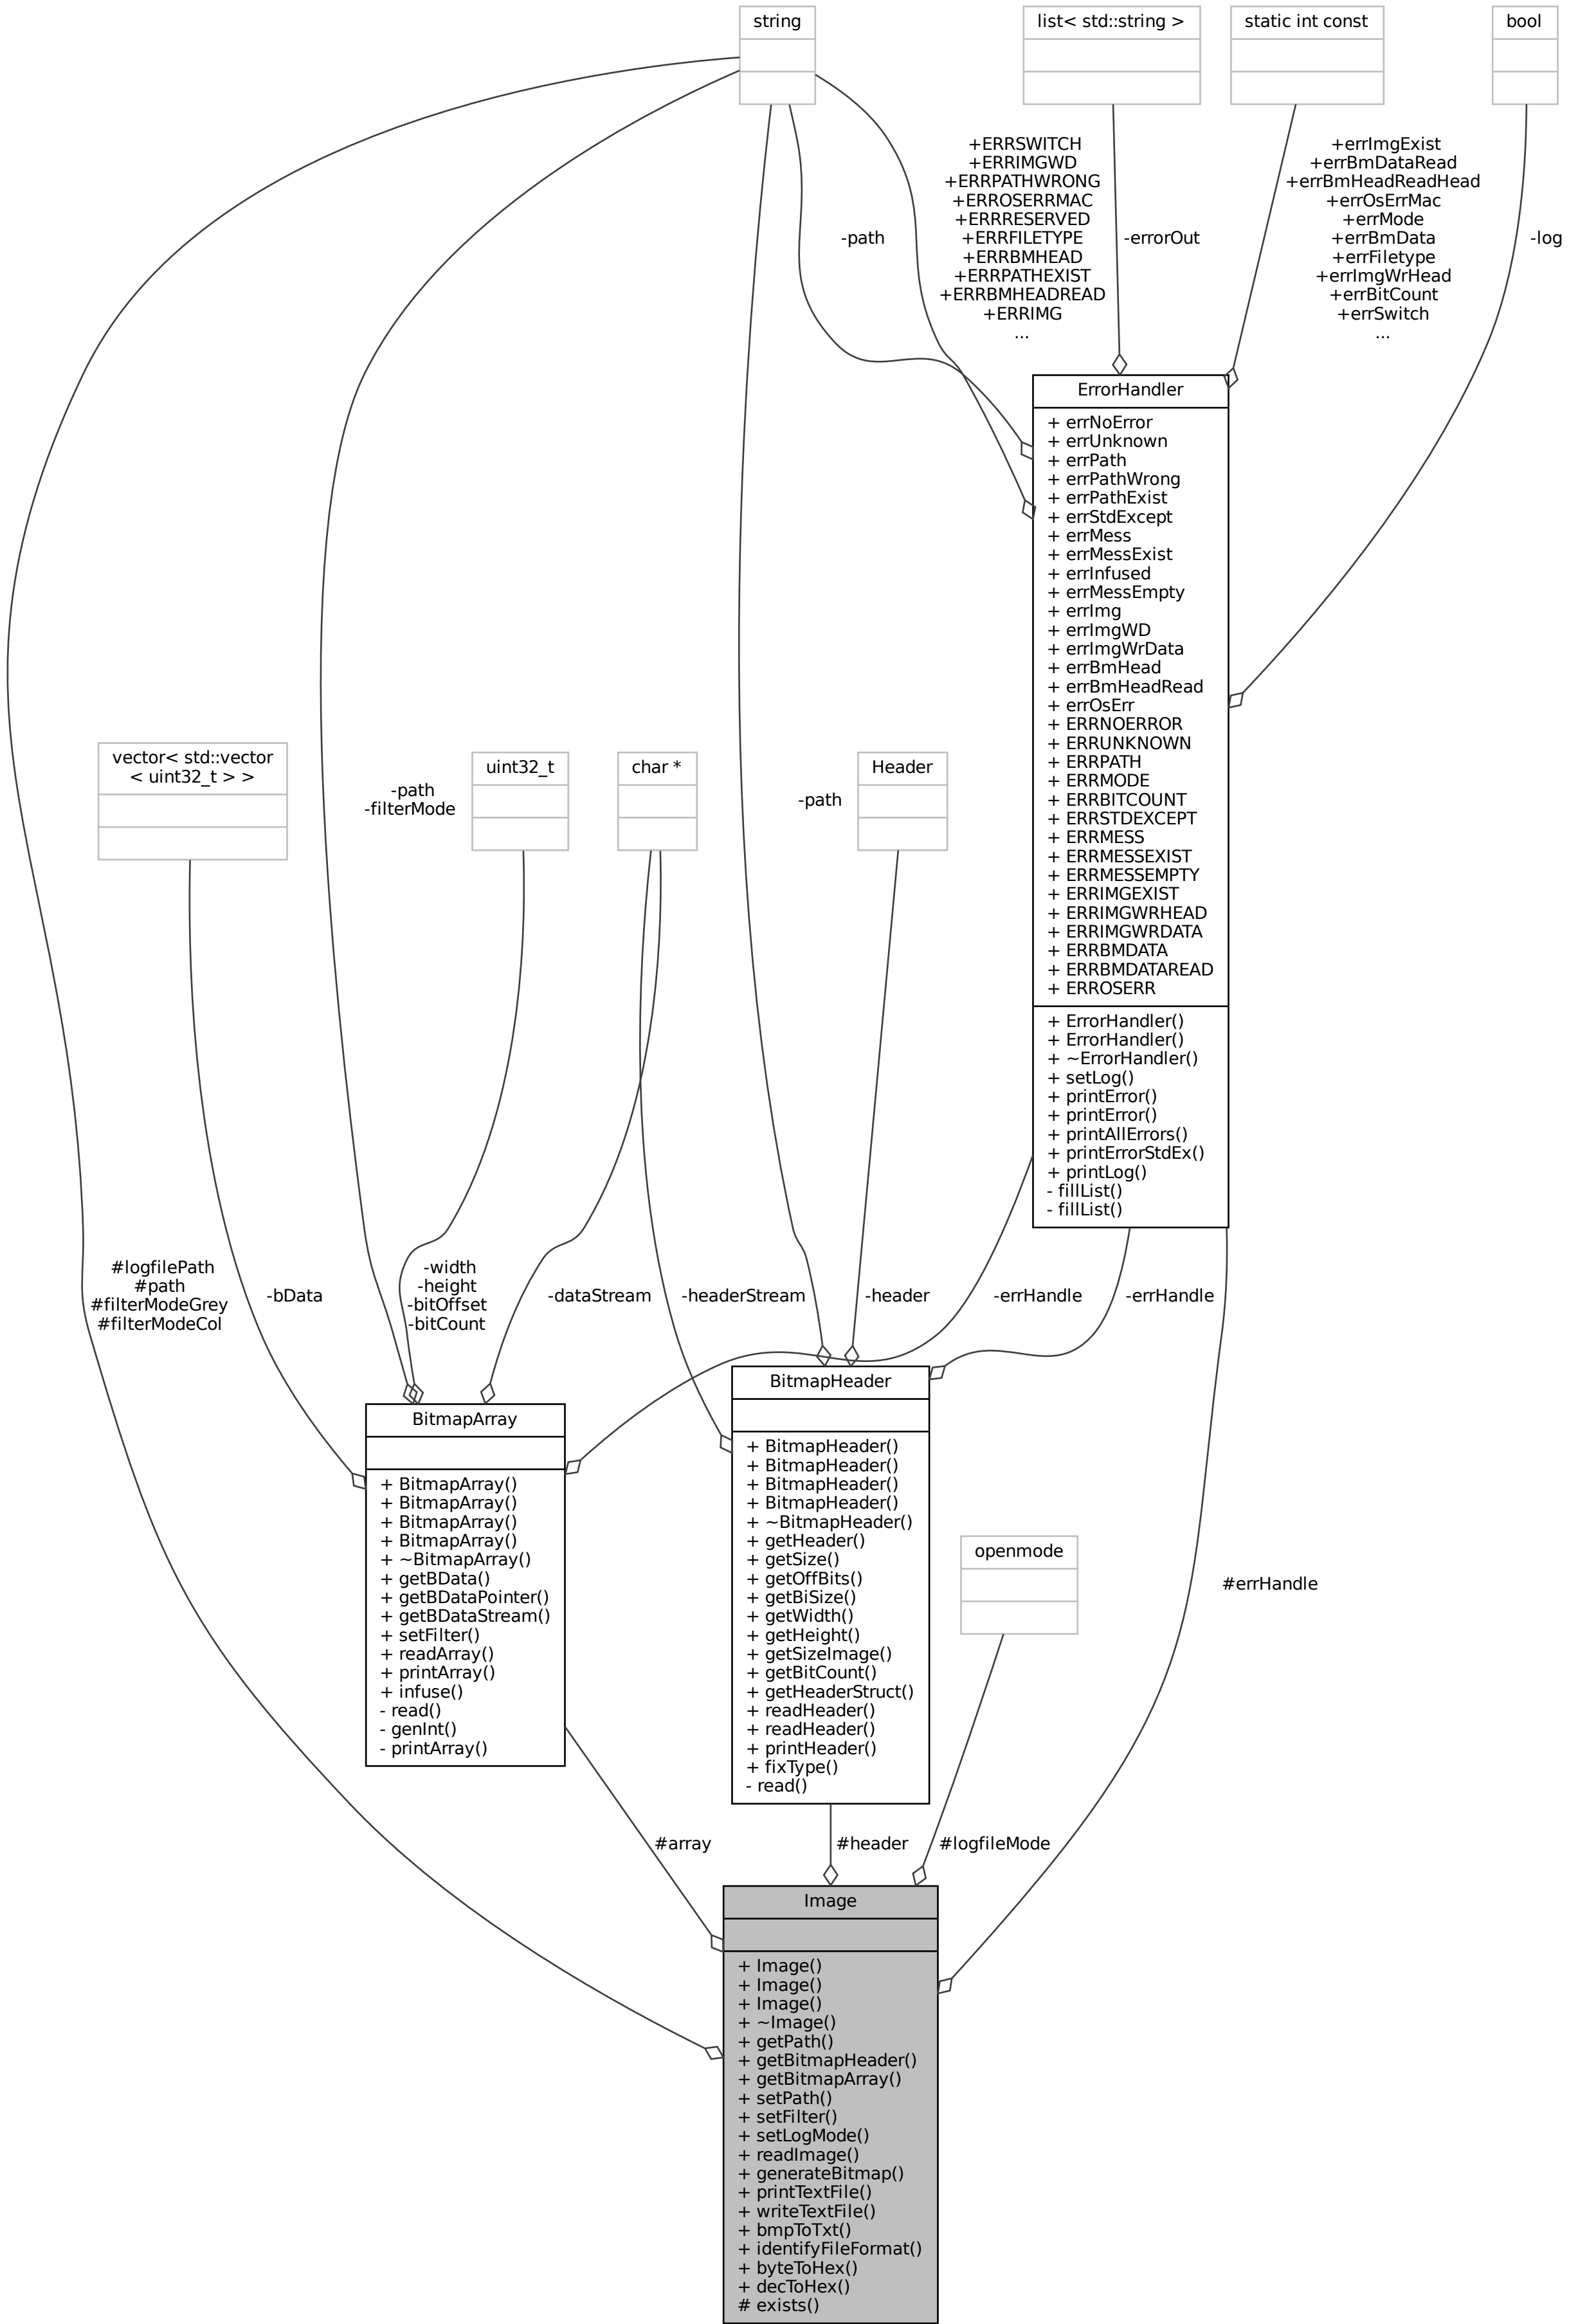 string
list< std::string >
static int const
bool
+ERRSWITCH
+ERRIMGWD
+ERRPATHWRONG
+ERROSERRMAC
+ERRRESERVED
+ERRFILETYPE
+ERRBMHEAD
+ERRPATHEXIST
+ERRBMHEADREAD
+ERRIMG
...
+errImgExist
+errBmDataRead
+errBmHeadReadHead
+errOsErrMac
+errMode
+errBmData
+errFiletype
+errImgWrHead
+errBitCount
+errSwitch
...
-path
-errorOut
-log
ErrorHandler
+ errNoError
+ errUnknown
+ errPath
+ errPathWrong
+ errPathExist
+ errStdExcept
+ errMess
+ errMessExist
+ errInfused
+ errMessEmpty
+ errImg
+ errImgWD
+ errImgWrData
+ errBmHead
+ errBmHeadRead
+ errOsErr
+ ERRNOERROR
+ ERRUNKNOWN
+ ERRPATH
+ ERRMODE
+ ERRBITCOUNT
+ ERRSTDEXCEPT
+ ERRMESS
+ ERRMESSEXIST
+ ERRMESSEMPTY
+ ERRIMGEXIST
+ ERRIMGWRHEAD
+ ERRIMGWRDATA
+ ERRBMDATA
+ ERRBMDATAREAD
+ ERROSERR
+ ErrorHandler()
+ ErrorHandler()
+ ~ErrorHandler()
+ setLog()
+ printError()
+ printError()
+ printAllErrors()
+ printErrorStdEx()
+ printLog()
- fillList()
- fillList()
vector< std::vector
< uint32_t > >
-path
-filterMode
uint32_t
char *
-path
Header
#logfilePath
#path
#filterModeGrey
#filterModeCol
-bData
-width
-height
-bitOffset
-bitCount
-dataStream
-headerStream
-header
-errHandle
-errHandle
BitmapArray
+ BitmapArray()
+ BitmapArray()
+ BitmapArray()
+ BitmapArray()
+ ~BitmapArray()
+ getBData()
+ getBDataPointer()
+ getBDataStream()
+ setFilter()
+ readArray()
+ printArray()
+ infuse()
- read()
- genInt()
- printArray()
BitmapHeader
+ BitmapHeader()
+ BitmapHeader()
+ BitmapHeader()
+ BitmapHeader()
+ ~BitmapHeader()
+ getHeader()
+ getSize()
+ getOffBits()
+ getBiSize()
+ getWidth()
+ getHeight()
+ getSizeImage()
+ getBitCount()
+ getHeaderStruct()
+ readHeader()
+ readHeader()
+ printHeader()
+ fixType()
- read()
openmode
#errHandle
#array
#header
#logfileMode
Image
+ Image()
+ Image()
+ Image()
+ ~Image()
+ getPath()
+ getBitmapHeader()
+ getBitmapArray()
+ setPath()
+ setFilter()
+ setLogMode()
+ readImage()
+ generateBitmap()
+ printTextFile()
+ writeTextFile()
+ bmpToTxt()
+ identifyFileFormat()
+ byteToHex()
+ decToHex()
# exists()